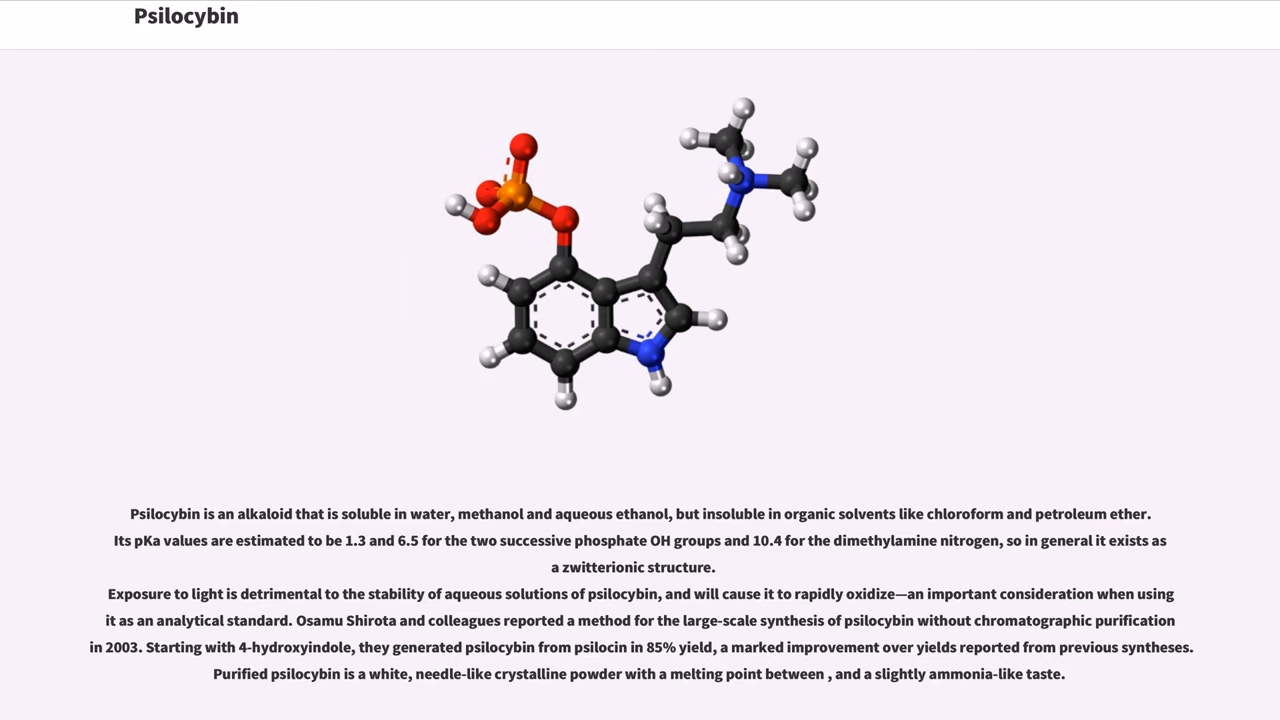 Psilocybin
Psilocybin is an alkaloid that is soluble in water, methanol and aqueous ethanol, but insoluble in organic solvents like chloroform and petroleum ether.
Its pKa values are estimated to be 1.3 and 6.5 for the two successive phosphate OH groups and 10.4 for the dimethylamine nitrogen, so in general it exists as
a zwitterionic structure.
Exposure to light is detrimental to the stability of aqueous solutions of psilocybin, and will cause it to rapidly oxidize—an important consideration when using
it as an analytical standard. Osamu Shirota and colleagues reported a method for the large-scale synthesis of psilocybin without chromatographic purification
in 2003. Starting with 4-hydroxyindole, they generated psilocybin from psilocin in 85% yield, a marked improvement over yields reported from previous syntheses.
Purified psilocybin is a white, needle-like crystalline powder with a melting point between , and a slightly ammonia-like taste.